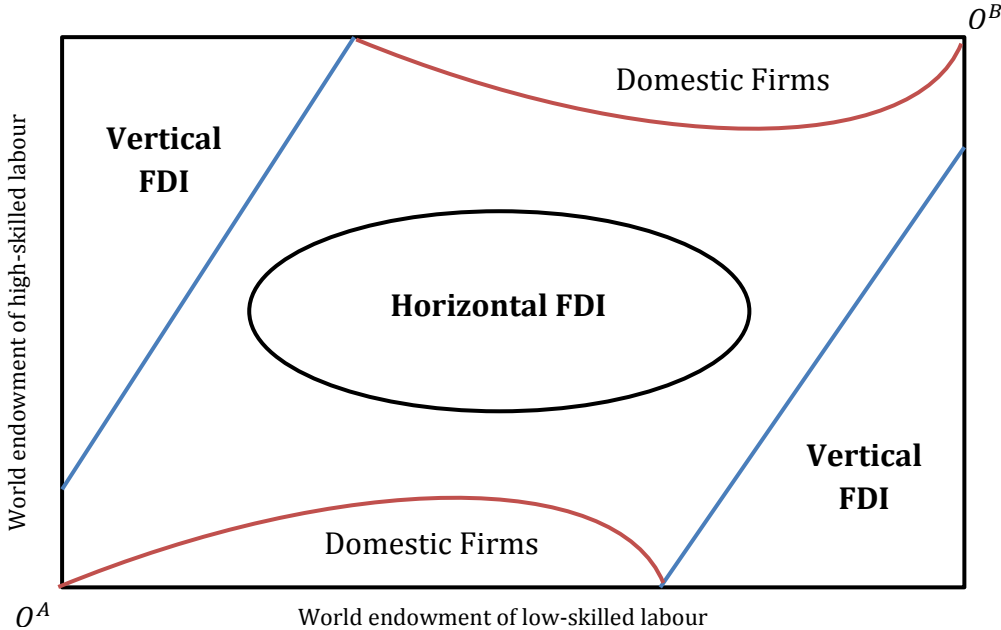 O^B
Domestic Firms
Vertical
FDI
World endowment of high-skilled labour
Horizontal FDI
Vertical
FDI
Domestic Firms
O^A
World endowment of low-skilled labour